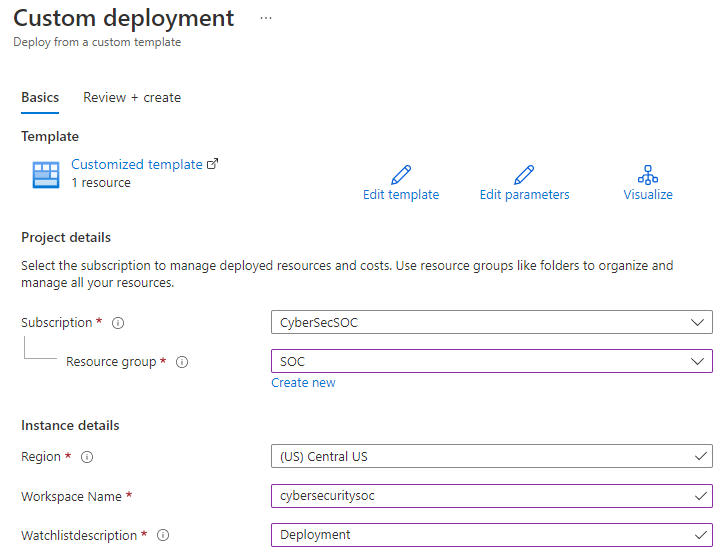 Custom deployment ...
Deploy from a custom template
Basics Review + create
Template
Customized template
1 resource
Edit template Edit parameters Visualize
Project details
Select the subscription to manage deployed resources and costs. Use resource groups like folders to organize and
manage all your resources.
Subscription * CyberSecSOC
Resource group * SOC
Create new
Instance details
Region * (US) Central US
Workspace Name * cybersecuritysoc
Watchlistdescription * Deployment